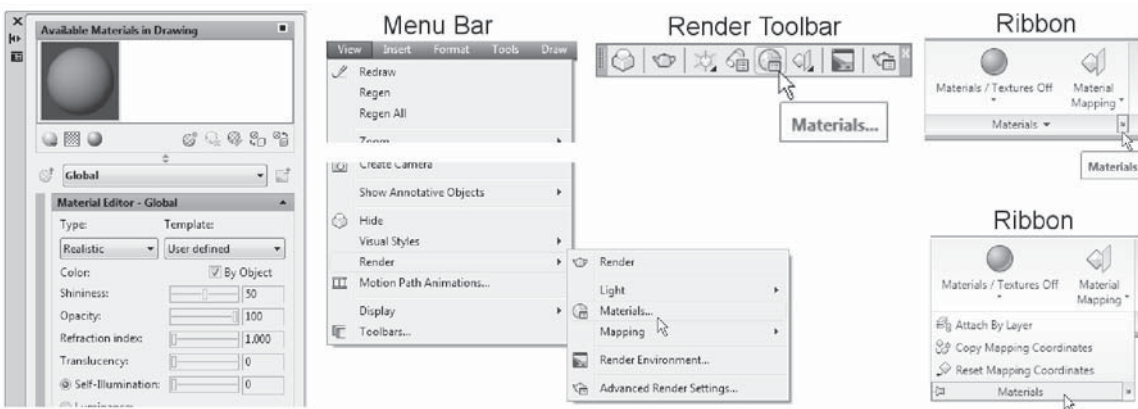 Available Materials in Drawing
Global
Material Editor - Global
Type:
Template:
Realistic
User defined
Color:
By Object
Shininess:
50
Opacity:
100
Refraction index:
1.000
Translucency:
0
Self-Illumination:
0
Luminance:
Menu Bar
View Insert Format Tools Draw
Redraw
Regen
Regen All
Zoom
Create Camera
Show Annotative Objects
Hide
Visual Styles
Render
Motion Path Animations...
Display
Toolbars...
Render
Light
Materials...
Mapping
Render Environment...
Advanced Render Settings...
Render Toolbar
Materials...
Ribbon
Materials / Textures Off
Material
Mapping
Materials
Materials
Ribbon
Materials / Textures Off
Material
Mapping
Attach By Layer
Copy Mapping Coordinates
Reset Mapping Coordinates
Materials